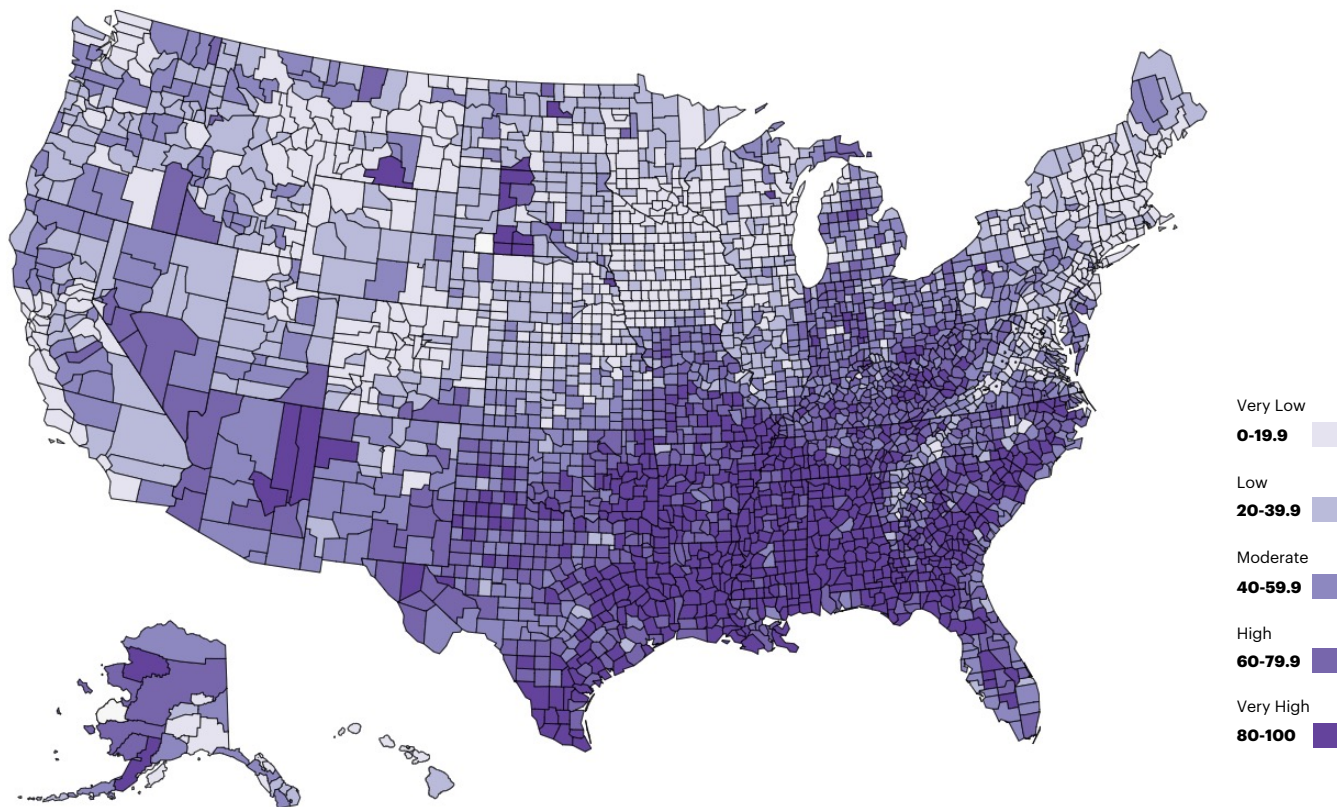 Very Low
0-19.9
Low
20-39.9
Moderate
40-59.9
High
60-79.9
Very High
80-100